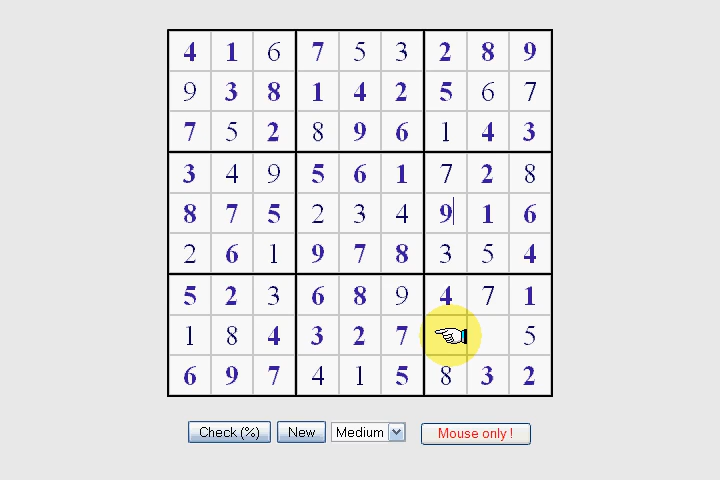 4 1 6 7 5 3 2 8 9
9 3 8 1 4 2 5 6 7
7 5 2 8 9 6 1 4 3
3 4 9 5 6 1 7 2 8
8 7 5 2 3 4 9 1 6
2 6 1 9 7 8 3 5 4
5 2 3 6 8 9 4 7 1
1 8 4 3 2 7 5
6 9 7 4 1 5 8 3 2
Check (%) New Medium Mouse only !